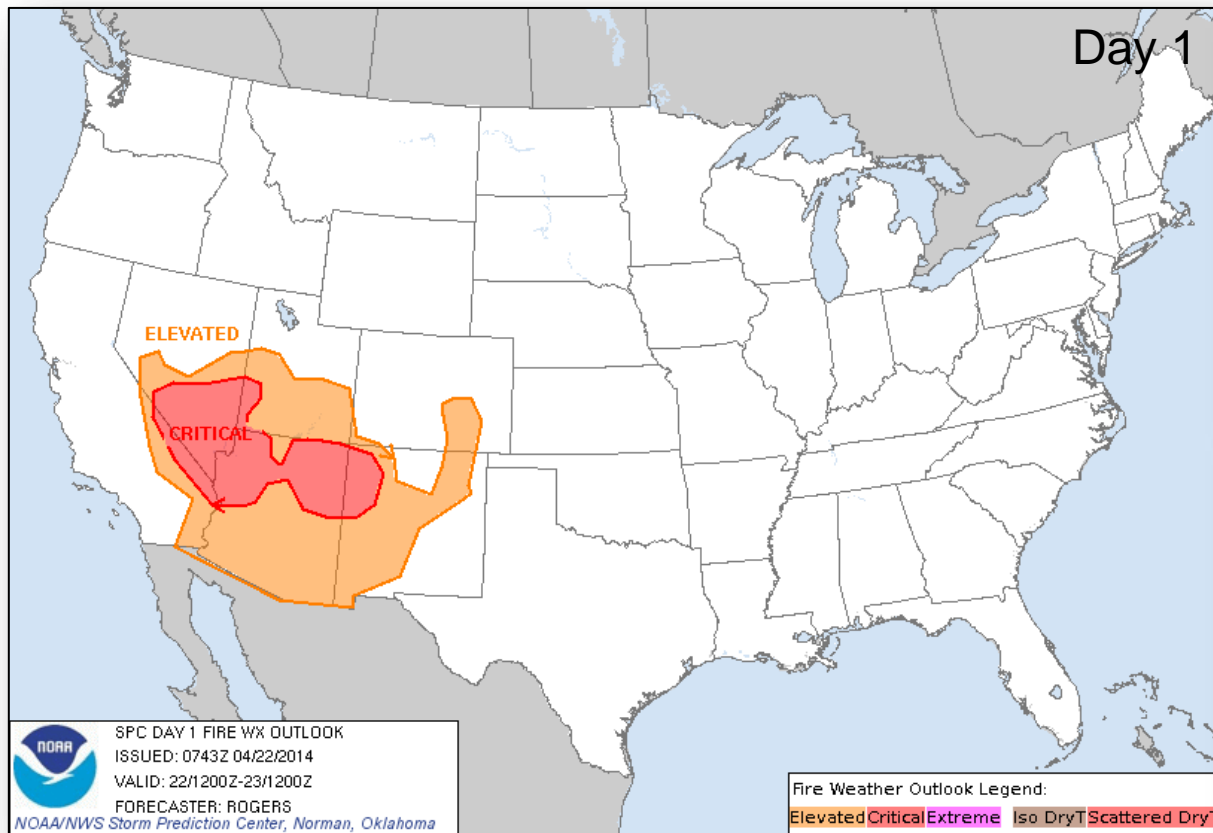 Day 1
ELEVATED
CRITICAL
NOAA
SPC DAY 1 FIRE WX OUTLOOK
ISSUED: 0743Z 04/22/2014
VALID: 22/1200Z-23/1200Z
FORECASTER: ROGERS
NOAA/NWS Storm Prediction Center, Norman, Oklahoma
Fire Weather Outlook Legend:
Elevated Critical Extreme Iso DryT Scattered DryT